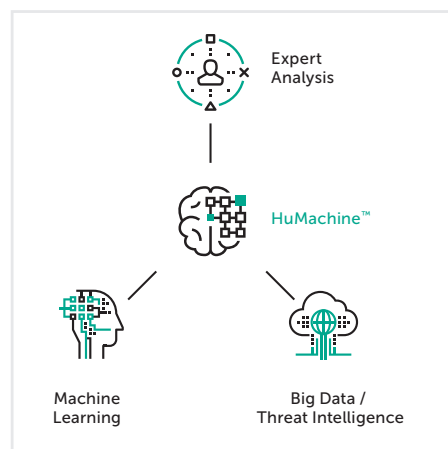 Expert
Analysis
HuMachine™
Machine
Learning
Big Data /
Threat Intelligence